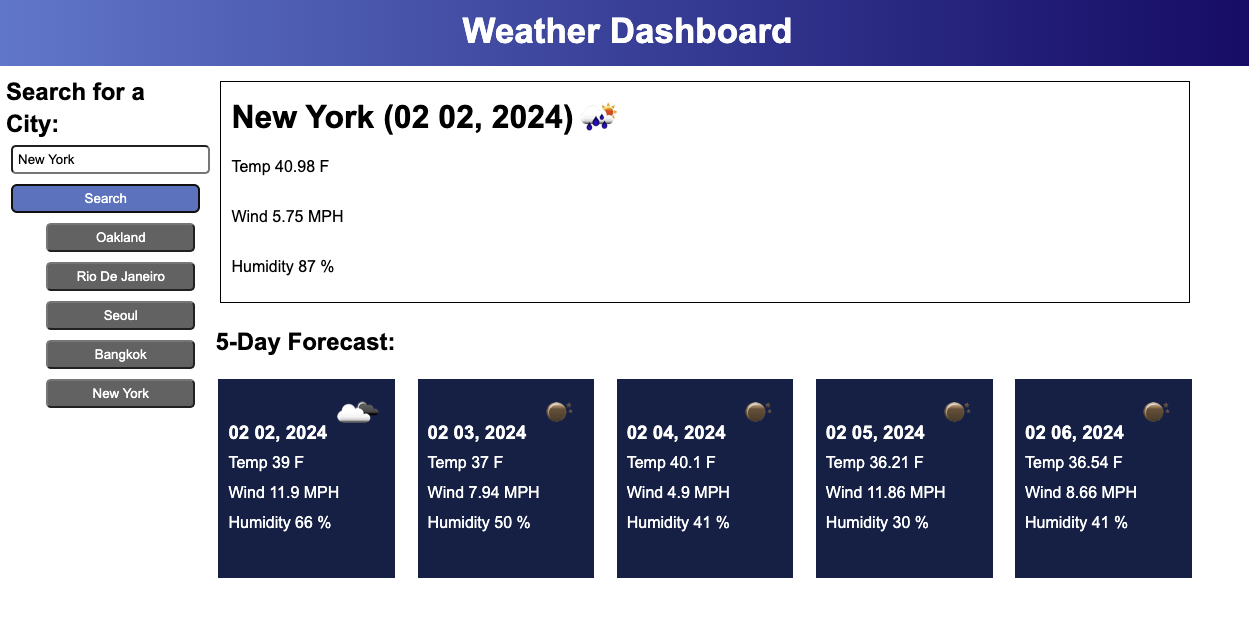 Weather Dashboard
Search for a
City:
New York
Search
Oakland
Rio De Janeiro
Seoul
Bangkok
New York
New York (02 02, 2024)
Temp 40.98 F
Wind 5.75 MPH
Humidity 87 %
5-Day Forecast:
02 02, 2024
Temp 39 F
Wind 11.9 MPH
Humidity 66 %
02 03, 2024
Temp 37 F
Wind 7.94 MPH
Humidity 50 %
02 04, 2024
Temp 40.1 F
Wind 4.9 MPH
Humidity 41 %
02 05, 2024
Temp 36.21 F
Wind 11.86 MPH
Humidity 30 %
02 06, 2024
Temp 36.54 F
Wind 8.66 MPH
Humidity 41 %